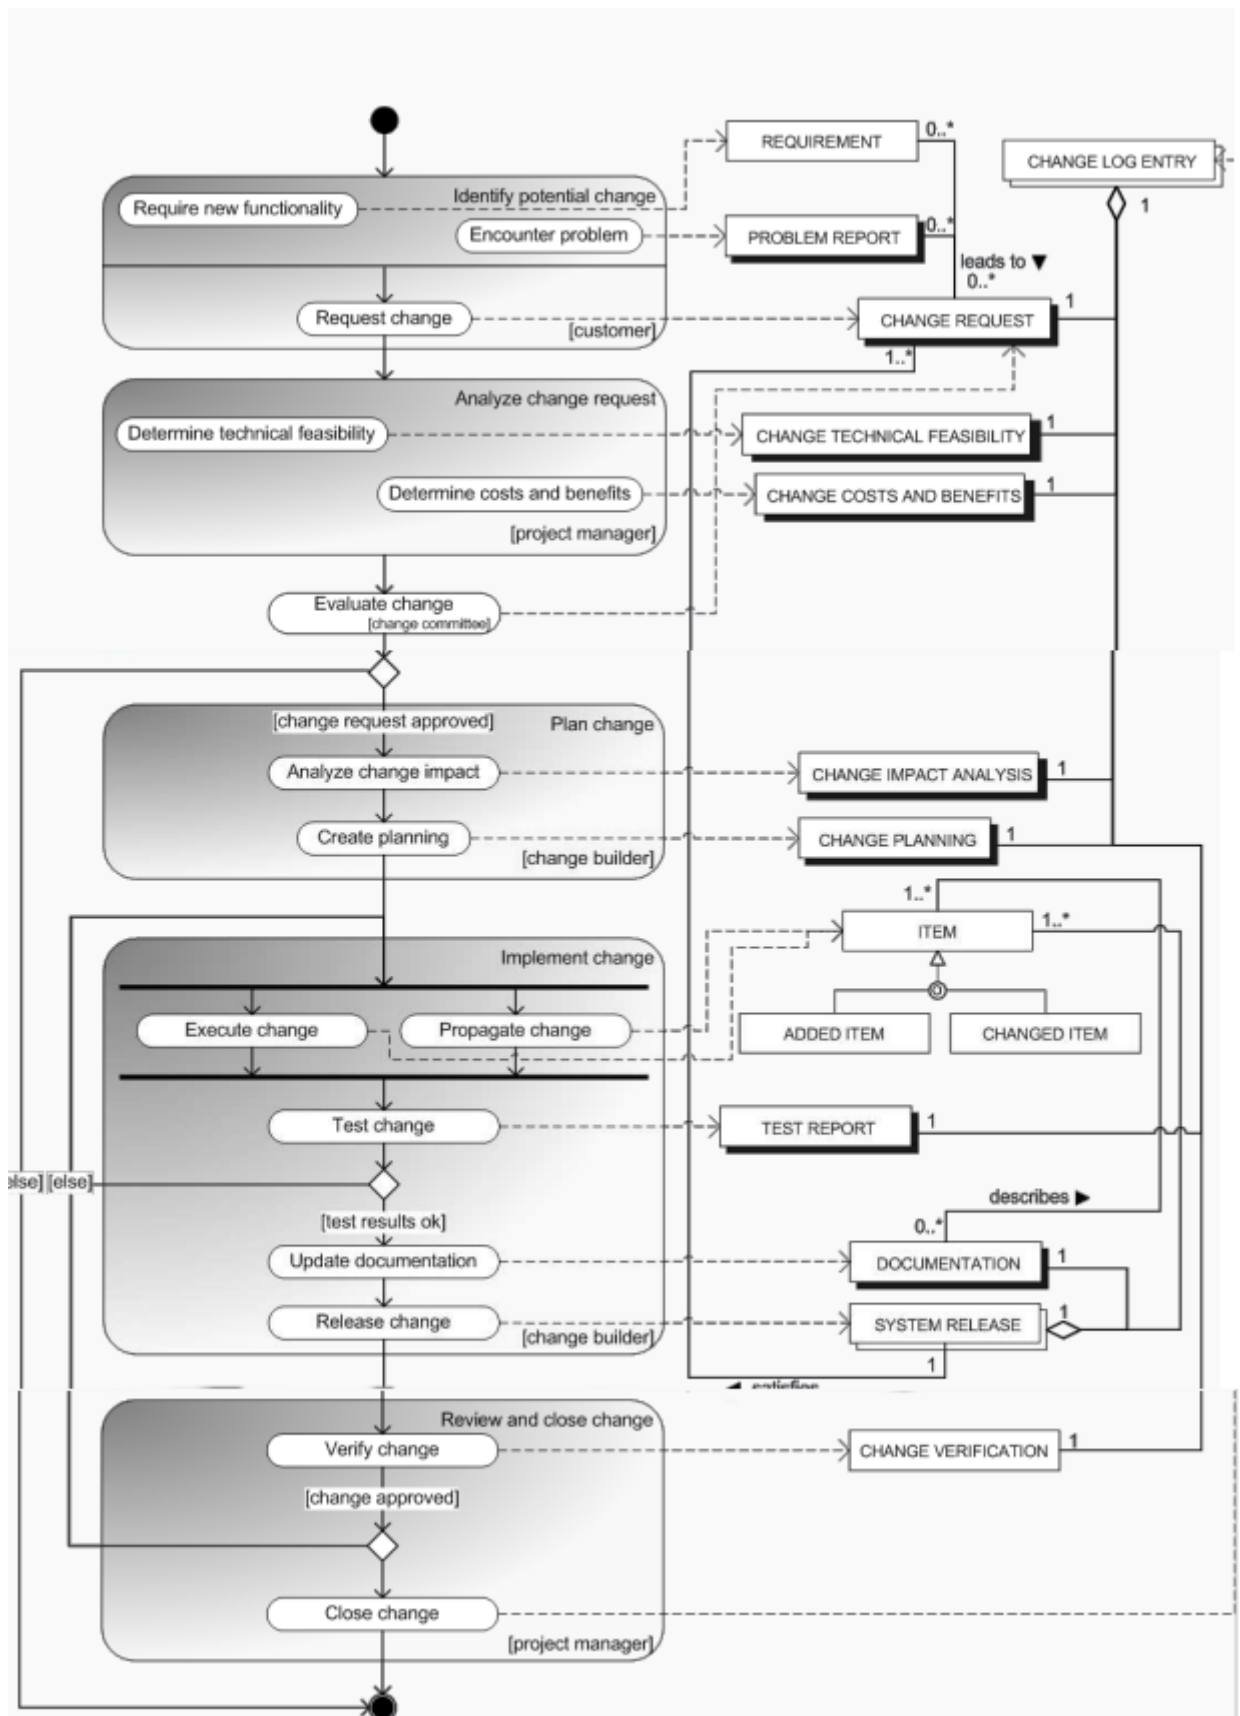 REQUIREMENT
0..*
CHANGE LOG ENTRY
1
Identify potential change
Require new functionality
Encounter problem
PROBLEM REPORT
0..*
leads to ▼
0..*
Request change
[customer]
CHANGE REQUEST
1
1..*
Analyze change request
Determine technical feasibility
CHANGE TECHNICAL FEASIBILITY
1
Determine costs and benefits
CHANGE COSTS AND BENEFITS
1
[project manager]
Evaluate change
[change committee]
[change request approved]
Plan change
Analyze change impact
CHANGE IMPACT ANALYSIS
1
Create planning
CHANGE PLANNING
1
[change builder]
1..*
ITEM
1..*
Implement change
Execute change
Propagate change
ADDED ITEM
CHANGED ITEM
Test change
TEST REPORT
1
else] [else]
describes ►
[test results ok]
0..*
Update documentation
DOCUMENTATION
1
Release change
SYSTEM RELEASE
1
[change builder]
1
◄ satisfies
Review and close change
Verify change
CHANGE VERIFICATION
1
[change approved]
Close change
[project manager]